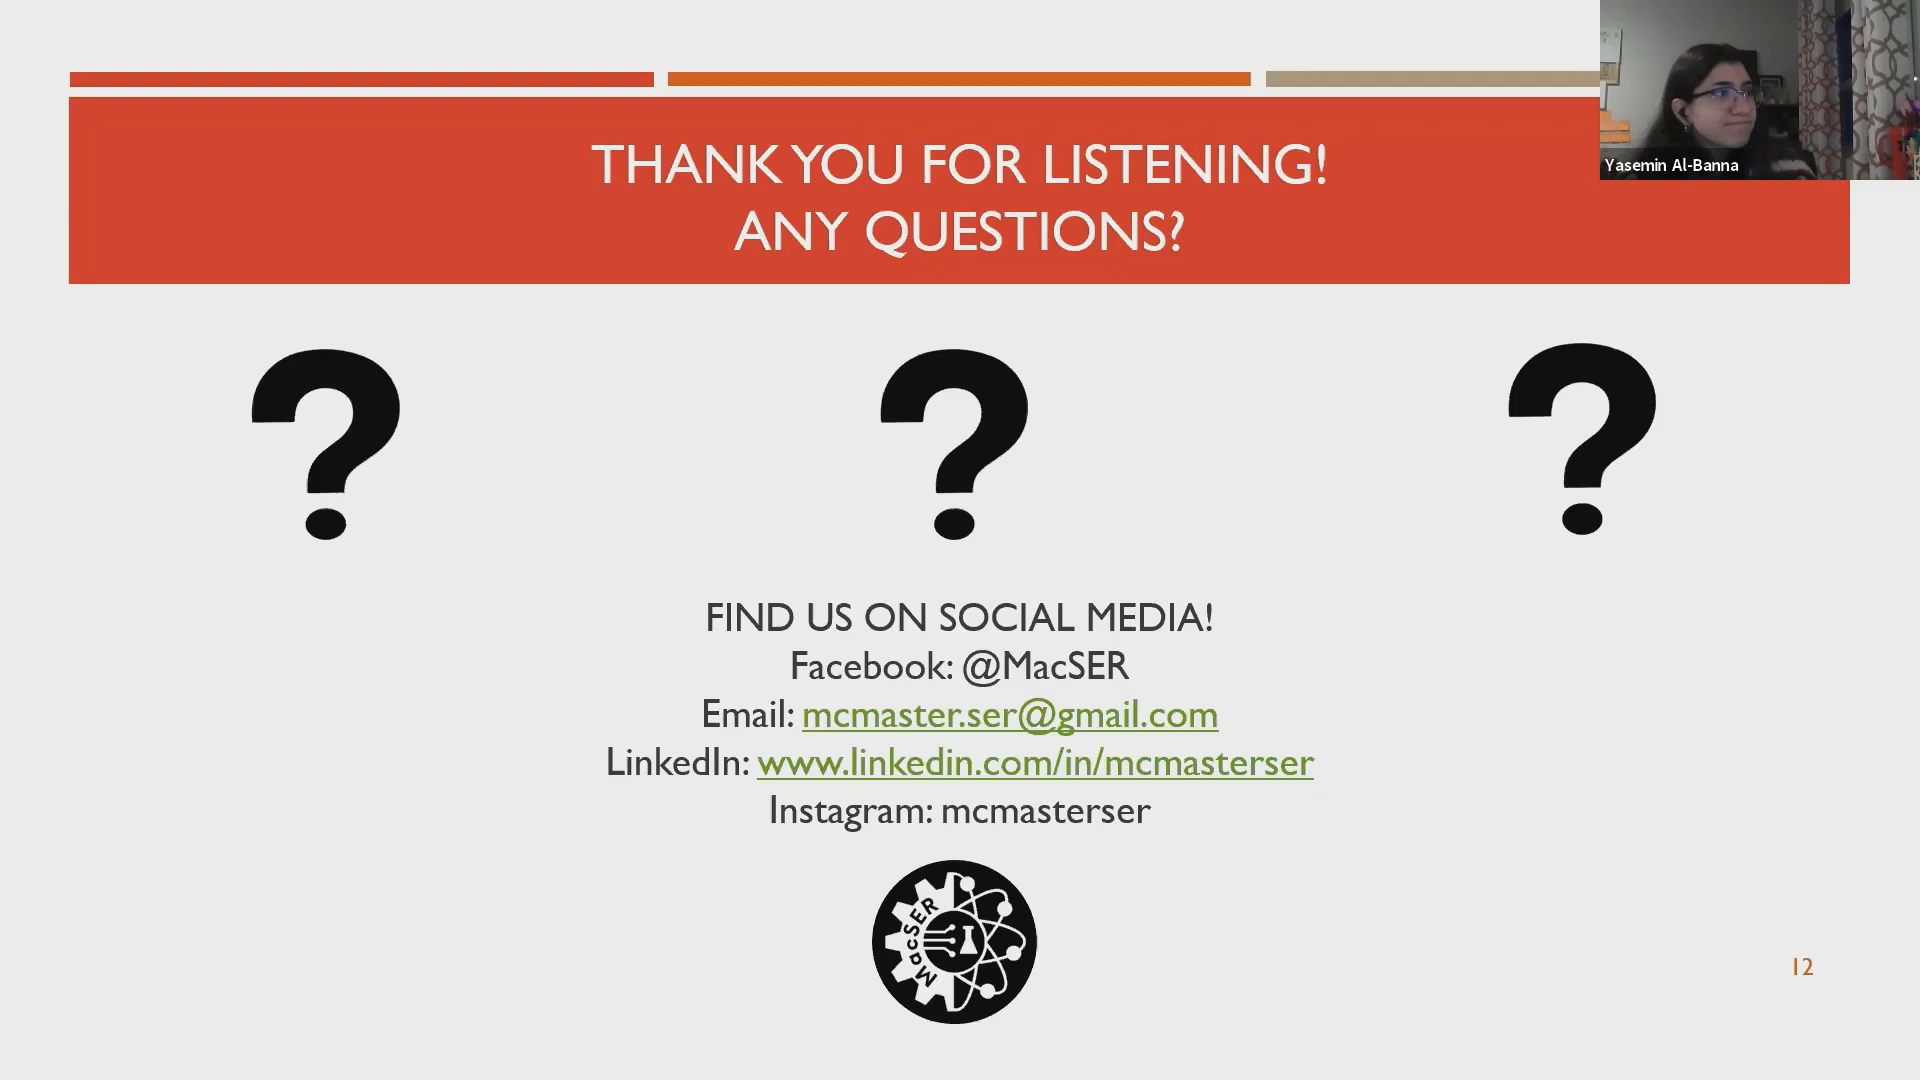 THANK YOU FOR LISTENING!
ANY QUESTIONS?
Yasemin Al-Banna
? ? ?
FIND US ON SOCIAL MEDIA!
Facebook: @MacSER
Email: mcmaster.ser@gmail.com
LinkedIn: www.linkedin.com/in/mcmasterser
Instagram: mcmasterser
MacSER
12